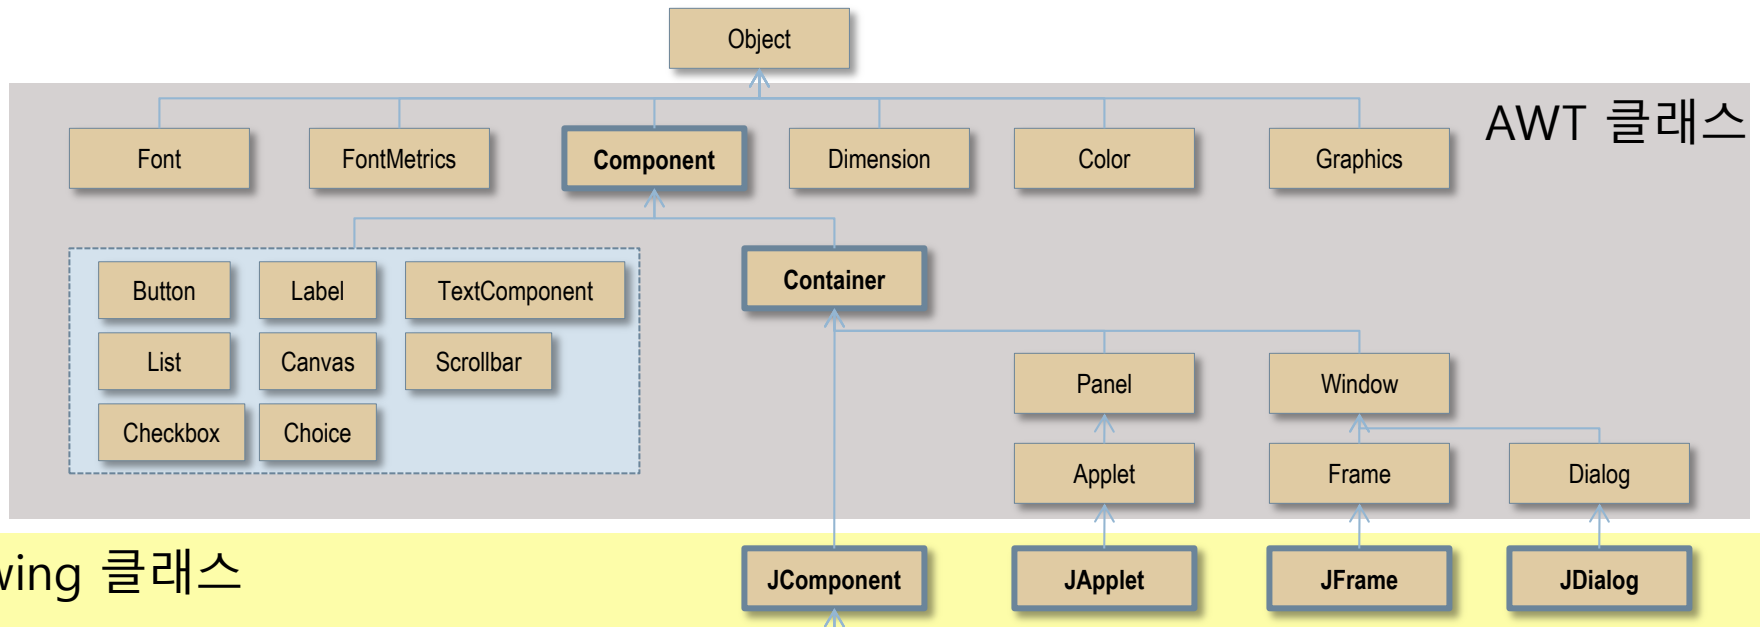 Object
AWT 클래스
Font
FontMetrics
Component
Dimension
Color
Graphics
Button
Label
TextComponent
Container
List
Canvas
Scrollbar
Panel
Window
Checkbox
Choice
Applet
Frame
Dialog
wing 클래스
JComponent
JApplet
JFrame
JDialog